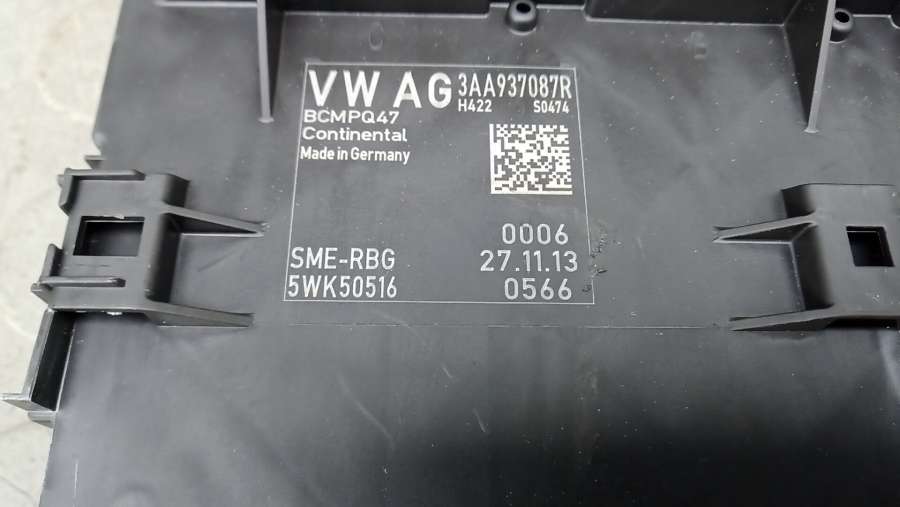 VW AG 3AA937087R
H422 S0474
BCMPQ47
Continental
Made in Germany
0006
SME-RBG 27.11.13
5WK50516 0566